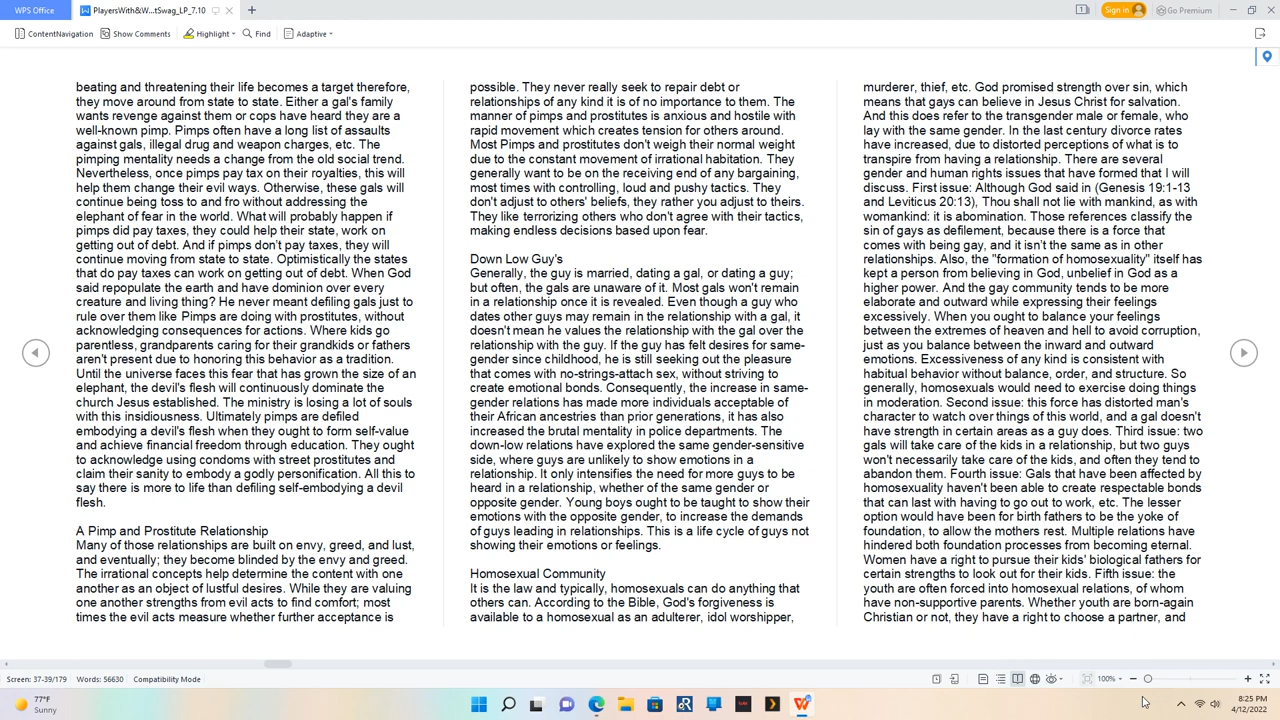 WPS Office
PlayersWith&W...tSwag_LP_7.10
1
Sign in
Go Premium
ContentNavigation
Show Comments
Highlight
Find
Adaptive
beating and threatening their life becomes a target therefore,
they move around from state to state. Either a gal's family
wants revenge against them or cops have heard they are a
well-known pimp. Pimps often have a long list of assaults
against gals, illegal drug and weapon charges, etc. The
pimping mentality needs a change from the old social trend.
Nevertheless, once pimps pay tax on their royalties, this will
help them change their evil ways. Otherwise, these gals will
continue being toss to and fro without addressing the
elephant of fear in the world. What will probably happen if
pimps did pay taxes, they could help their state, work on
getting out of debt. And if pimps don't pay taxes, they will
continue moving from state to state. Optimistically the states
that do pay taxes can work on getting out of debt. When God
said repopulate the earth and have dominion over every
creature and living thing? He never meant defiling gals just to
rule over them like Pimps are doing with prostitutes, without
acknowledging consequences for actions. Where kids go
parentless, grandparents caring for their grandkids or fathers
aren't present due to honoring this behavior as a tradition.
Until the universe faces this fear that has grown the size of an
elephant, the devil's flesh will continuously dominate the
church Jesus established. The ministry is losing a lot of souls
with this insidiousness. Ultimately pimps are defiled
embodying a devil's flesh when they ought to form self-value
and achieve financial freedom through education. They ought
to acknowledge using condoms with street prostitutes and
claim their sanity to embody a godly personification. All this to
say there is more to life than defiling self-embodying a devil
flesh.
A Pimp and Prostitute Relationship
Many of those relationships are built on envy, greed, and lust,
and eventually; they become blinded by the envy and greed.
The irrational concepts help determine the content with one
another as an object of lustful desires. While they are valuing
one another strengths from evil acts to find comfort; most
times the evil acts measure whether further acceptance is
possible. They never really seek to repair debt or
relationships of any kind it is of no importance to them. The
manner of pimps and prostitutes is anxious and hostile with
rapid movement which creates tension for others around.
Most Pimps and prostitutes don't weigh their normal weight
due to the constant movement of irrational habitation. They
generally want to be on the receiving end of any bargaining,
most times with controlling, loud and pushy tactics. They
don't adjust to others' beliefs, they rather you adjust to theirs.
They like terrorizing others who don't agree with their tactics,
making endless decisions based upon fear.
Down Low Guy's
Generally, the guy is married, dating a gal, or dating a guy;
but often, the gals are unaware of it. Most gals won't remain
in a relationship once it is revealed. Even though a guy who
dates other guys may remain in the relationship with a gal, it
doesn't mean he values the relationship with the gal over the
relationship with the guy. If the guy has felt desires for same-
gender since childhood, he is still seeking out the pleasure
that comes with no-strings-attach sex, without striving to
create emotional bonds. Consequently, the increase in same-
gender relations has made more individuals acceptable of
their African ancestries than prior generations, it has also
increased the brutal mentality in police departments. The
down-low relations have explored the same gender-sensitive
side, where guys are unlikely to show emotions in a
relationship. It only intensifies the need for more guys to be
heard in a relationship, whether of the same gender or
opposite gender. Young boys ought to be taught to show their
emotions with the opposite gender, to increase the demands
of guys leading in relationships. This is a life cycle of guys not
showing their emotions or feelings.
Homosexual Community
It is the law and typically, homosexuals can do anything that
others can. According to the Bible, God's forgiveness is
available to a homosexual as an adulterer, idol worshipper,
murderer, thief, etc. God promised strength over sin, which
means that gays can believe in Jesus Christ for salvation.
And this does refer to the transgender male or female, who
lay with the same gender. In the last century divorce rates
have increased, due to distorted perceptions of what is to
transpire from having a relationship. There are several
gender and human rights issues that have formed that I will
discuss. First issue: Although God said in (Genesis 19:1-13
and Leviticus 20:13), Thou shall not lie with mankind, as with
womankind: it is abomination. Those references classify the
sin of gays as defilement, because there is a force that
comes with being gay, and it isn't the same as in other
relationships. Also, the "formation of homosexuality" itself has
kept a person from believing in God, unbelief in God as a
higher power. And the gay community tends to be more
elaborate and outward while expressing their feelings
excessively. When you ought to balance your feelings
between the extremes of heaven and hell to avoid corruption,
just as you balance between the inward and outward
emotions. Excessiveness of any kind is consistent with
habitual behavior without balance, order, and structure. So
generally, homosexuals would need to exercise doing things
in moderation. Second issue: this force has distorted man's
character to watch over things of this world, and a gal doesn't
have strength in certain areas as a guy does. Third issue: two
gals will take care of the kids in a relationship, but two guys
won't necessarily take care of the kids, and often they tend to
abandon them. Fourth issue: Gals that have been affected by
homosexuality haven't been able to create respectable bonds
that can last with having to go out to work, etc. The lesser
option would have been for birth fathers to be the yoke of
foundation, to allow the mothers rest. Multiple relations have
hindered both foundation processes from becoming eternal.
Women have a right to pursue their kids' biological fathers for
certain strengths to look out for their kids. Fifth issue: the
youth are often forced into homosexual relations, of whom
have non-supportive parents. Whether youth are born-again
Christian or not, they have a right to choose a partner, and
Screen: 37-39/179
Words: 56630
Compatibility Mode
100%
77°F
Sunny
6:25 PM
4/12/2022